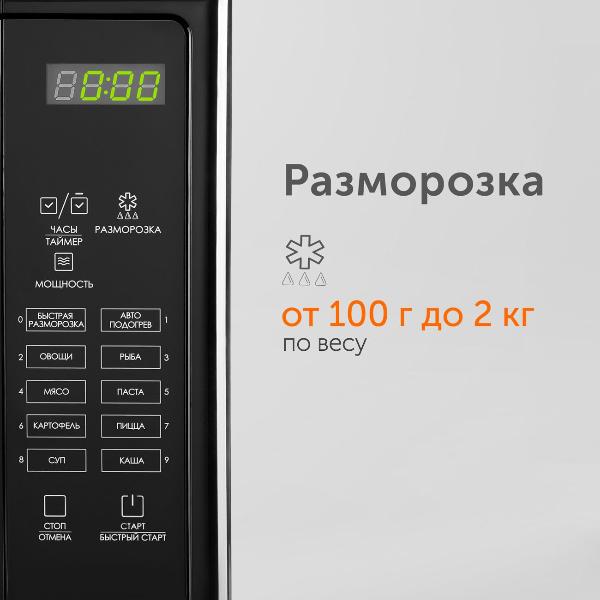 0:00
Разморозка
ЧАСЫ
ТАЙМЕР
РАЗМОРОЗКА
МОЩНОСТЬ
от 100 г до 2 кг
по весу
0 БЫСТРАЯ РАЗМОРОЗКА
АВТО ПОДОГРЕВ 1
2 ОВОЩИ
РЫБА 3
4 МЯСО
ПАСТА 5
6 КАРТОФЕЛЬ
ПИЦЦА 7
8 СУП
КАША 9
СТОП
ОТМЕНА
СТАРТ
БЫСТРЫЙ СТАРТ